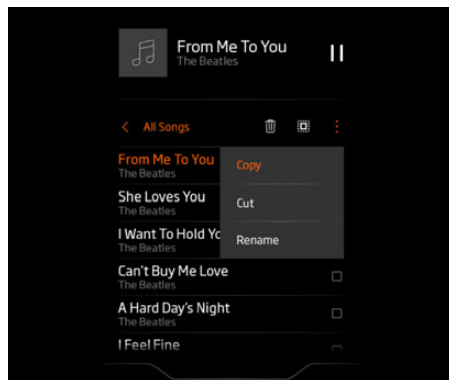 From Me To You
The Beatles
All Songs
From Me To You
The Beatles
Copy
She Loves You
The Beatles
Cut
I Want To Hold Yo
The Beatles
Rename
Can't Buy Me Love
The Beatles
A Hard Day's Night
The Beatles
I Feel Fine